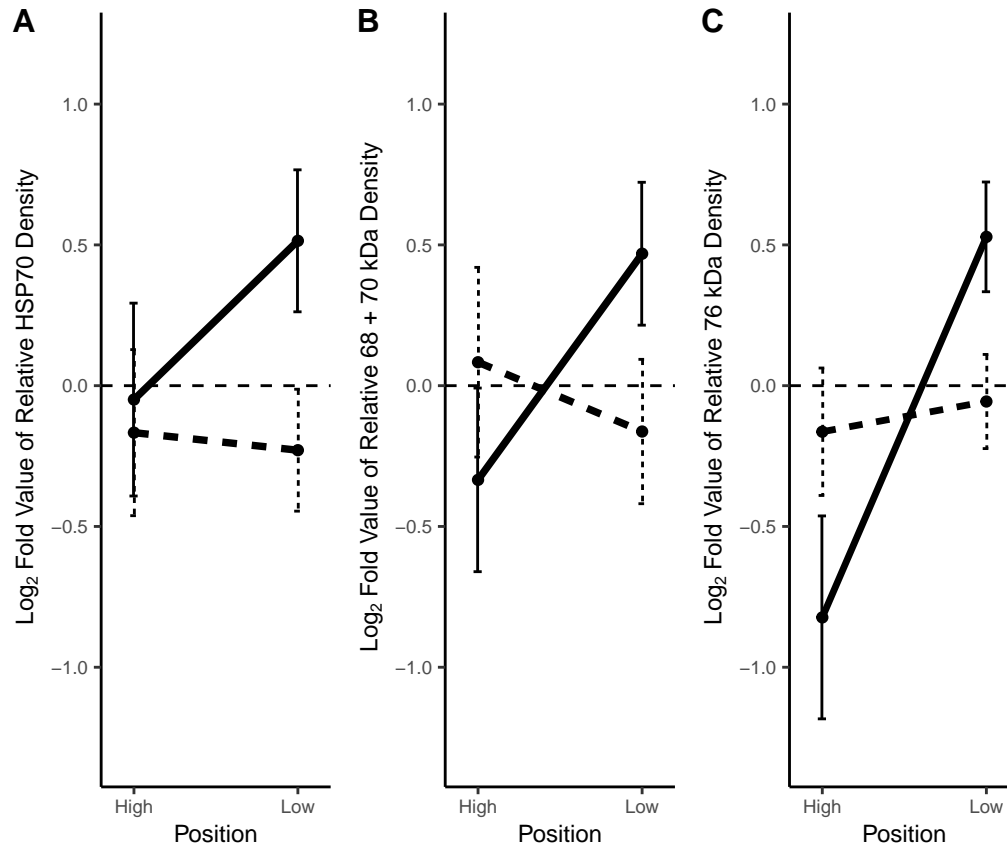 A
Log₂ Fold Value of Relative HSP70 Density
1.0
0.5
0.0
−0.5
−1.0
High
Low
Position
B
Log₂ Fold Value of Relative 68 + 70 kDa Density
1.0
0.5
0.0
−0.5
−1.0
High
Low
Position
C
Log₂ Fold Value of Relative 76 kDa Density
1.0
0.5
0.0
−0.5
−1.0
High
Low
Position